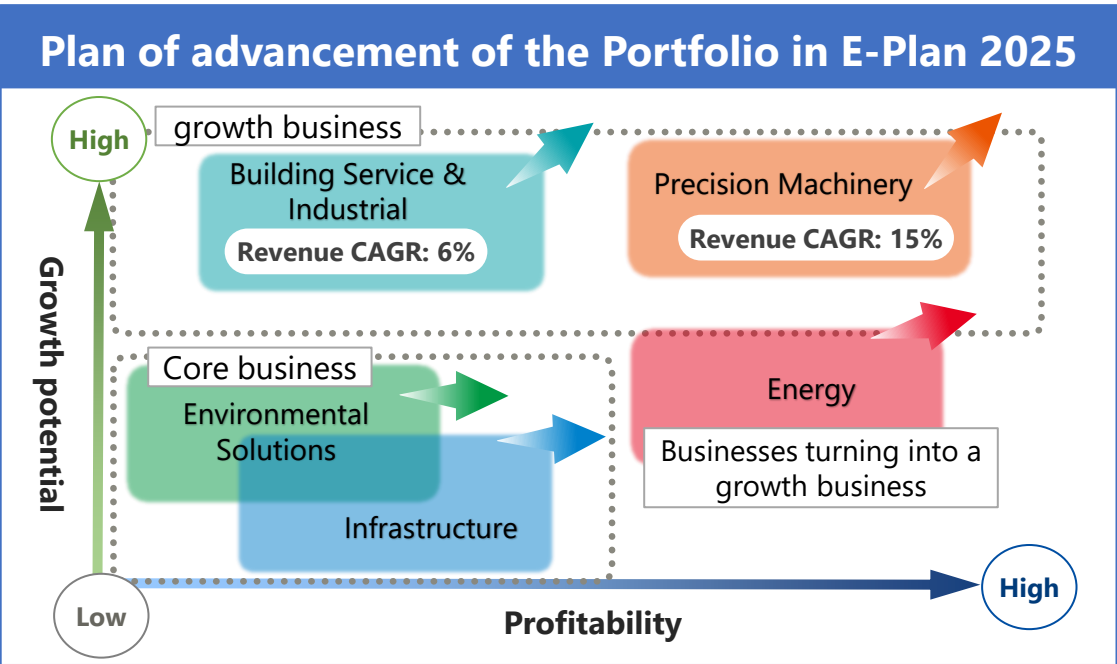 Plan of advancement of the Portfolio in E-Plan 2025
High
growth business
Building Service &
Industrial
Revenue CAGR: 6%
Precision Machinery
Revenue CAGR: 15%
Growth potential
Core business
Environmental
Solutions
Infrastructure
Energy
Businesses turning into a
growth business
Low
Profitability
High